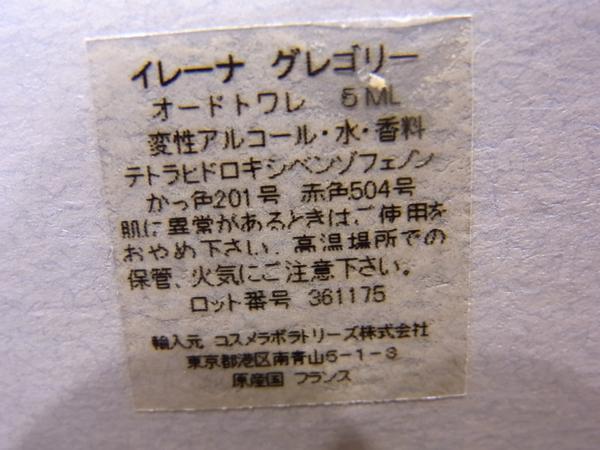 イレーナ グレゴリー
オードトワレ 5ML
変性アルコール・水・香料
テトラヒドロキシベンゾフェノン
かっ色201号 赤色504号
肌に異常があるときは、ご使用を
おやめ下さい。高温場所での
保管、火気にご注意下さい。
ロット番号 361175
輸入元 コスメラボラトリーズ株式会社
東京都港区南青山5-1-3
原産国 フランス